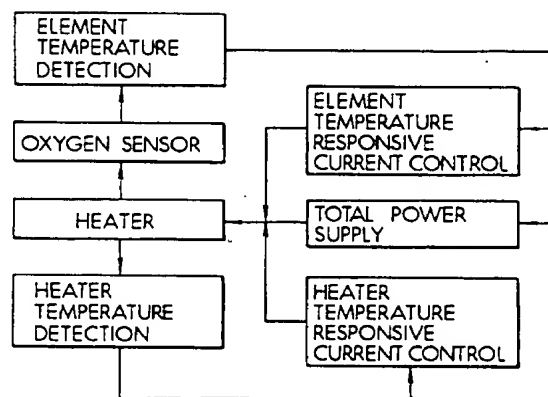 ELEMENT
TEMPERATURE
DETECTION
OXYGEN SENSOR
HEATER
HEATER
TEMPERATURE
DETECTION
ELEMENT
TEMPERATURE
RESPONSIVE
CURRENT CONTROL
TOTAL POWER
SUPPLY
HEATER
TEMPERATURE
RESPONSIVE
CURRENT CONTROL